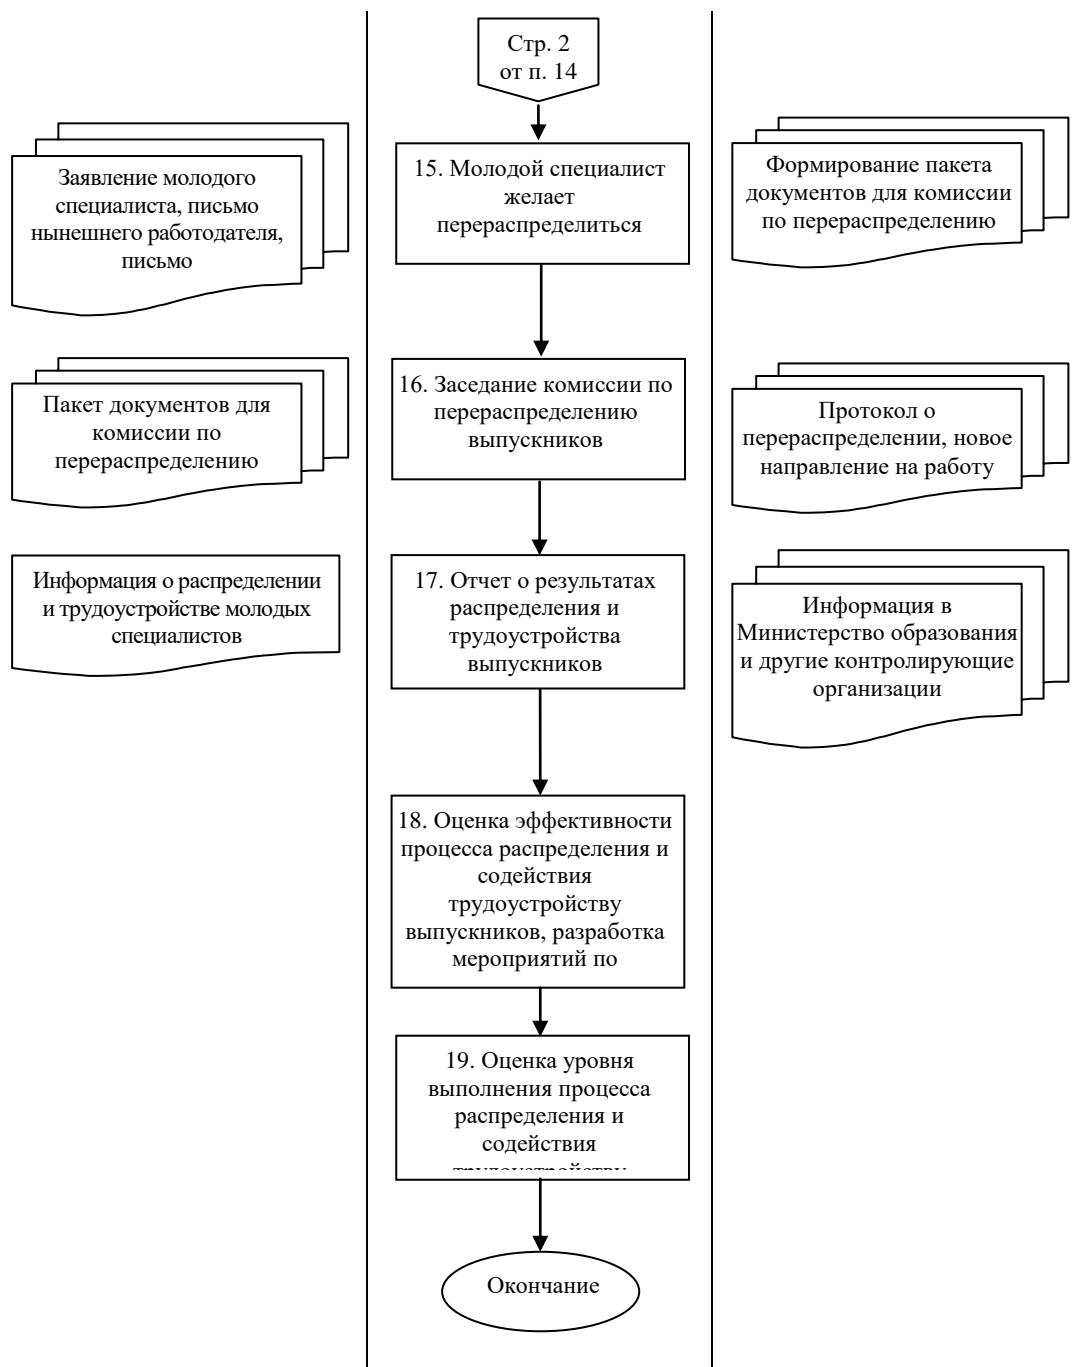 Стр. 2
от п. 14
Заявление молодого
специалиста, письмо
нынешнего работодателя,
письмо
15. Молодой специалист
желает
перераспределиться
Формирование пакета
документов для комиссии
по перераспределению
Пакет документов для
комиссии по
перераспределению
16. Заседание комиссии по
перераспределению
выпускников
Протокол о
перераспределении, новое
направление на работу
Информация о распределении
и трудоустройстве молодых
специалистов
17. Отчет о результатах
распределения и
трудоустройства
выпускников
Информация в
Министерство образования
и другие контролирующие
организации
18. Оценка эффективности
процесса распределения и
содействия
трудоустройству
выпускников, разработка
мероприятий по
19. Оценка уровня
выполнения процесса
распределения и
содействия
Окончание